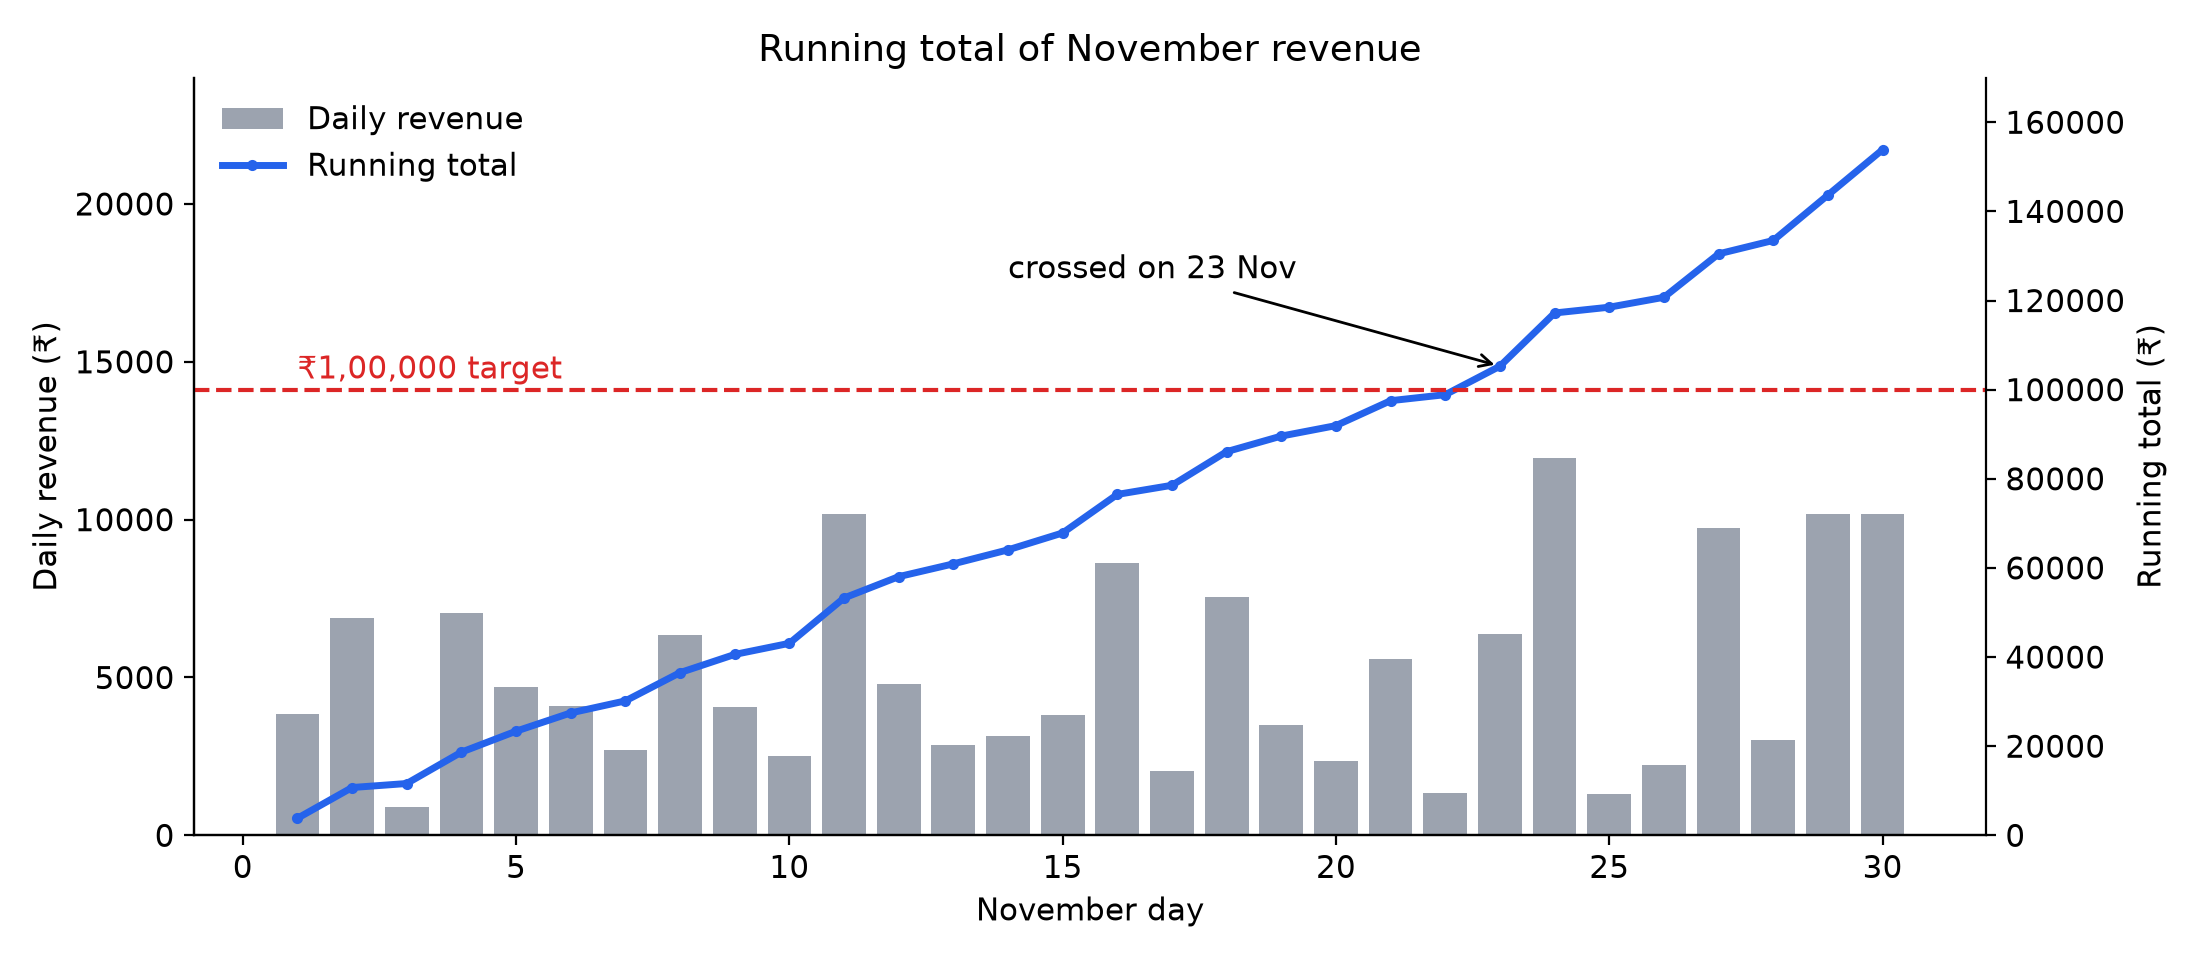 Running total of November revenue
Daily revenue
Running total
crossed on 23 Nov
₹1,00,000 target
Daily revenue (₹)
20000
15000
10000
5000
0
160000
140000
120000
100000
80000
60000
40000
20000
0
Running total (₹)
0 5 10 15 20 25 30
November day